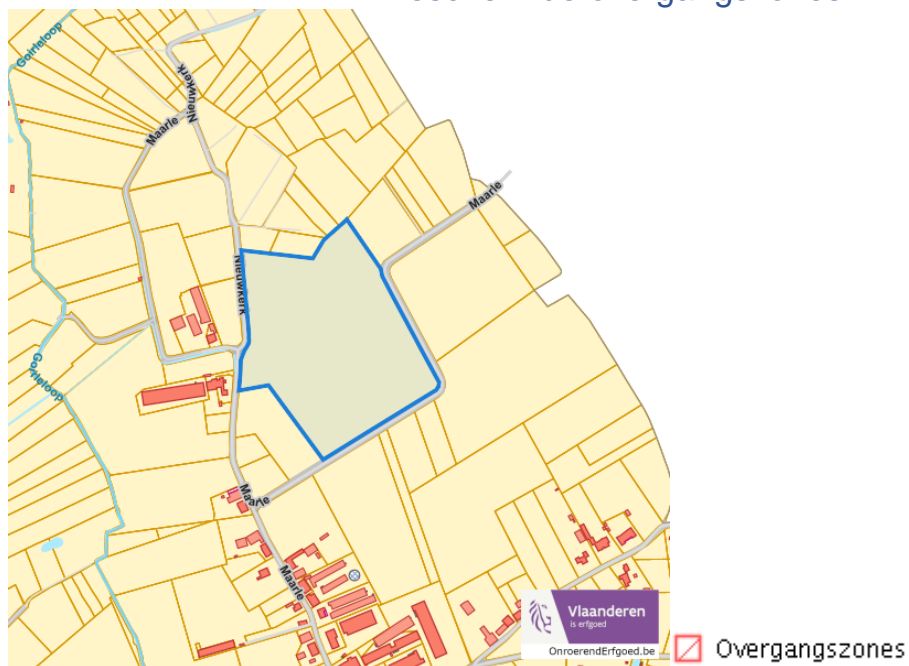 Goirleloop
Nieuwkerk
Maarle
Maarle
Nieuwkerk
Goirleloop
Maarle
Maarle
Vlaanderen
is erfgoed
OnroerendErfgoed.be
Overgangszones